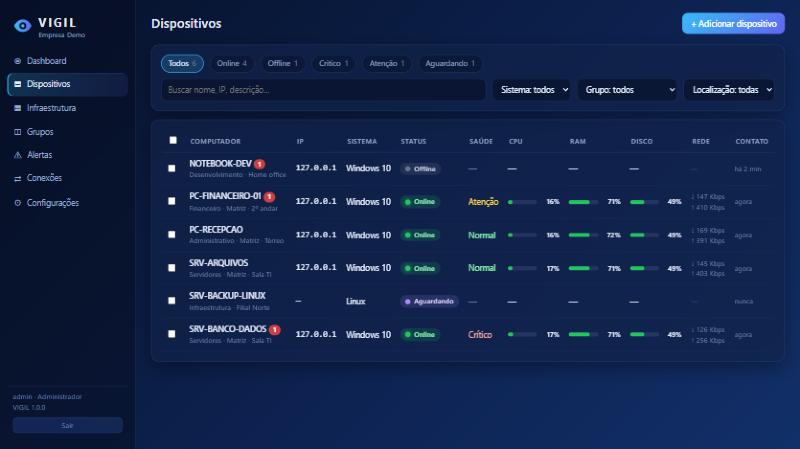 VIGIL
Empresa Demo
Dashboard
Dispositivos
Infraestrutura
Grupos
Alertas
Conexões
Configurações
admin · Administrador
VIGIL 1.0.0
Sair
Dispositivos
+ Adicionar dispositivo
Todos 6 Online 4 Offline 1 Crítico 1 Atenção 1 Aguardando 1
Buscar nome, IP, descrição... Sistema: todos Grupo: todos Localização: todas
COMPUTADOR IP SISTEMA STATUS SAÚDE CPU RAM DISCO REDE CONTATO
NOTEBOOK-DEV 1 127.0.0.1 Windows 10 Offline — — — — — há 2 min
Desenvolvimento · Home office
PC-FINANCEIRO-01 1 127.0.0.1 Windows 10 Online Atenção 16% 71% 49% ↓ 147 Kbps agora
Financeiro · Matriz · 2º andar ↑ 410 Kbps
PC-RECEPCAO 127.0.0.1 Windows 10 Online Normal 16% 72% 49% ↓ 169 Kbps agora
Administrativo · Matriz · Térreo ↑ 391 Kbps
SRV-ARQUIVOS 127.0.0.1 Windows 10 Online Normal 17% 71% 49% ↓ 145 Kbps agora
Servidores · Matriz · Sala TI ↑ 403 Kbps
SRV-BACKUP-LINUX — Linux Aguardando — — — — — nunca
Infraestrutura · Filial Norte
SRV-BANCO-DADOS 1 127.0.0.1 Windows 10 Online Crítico 17% 71% 49% ↓ 126 Kbps agora
Servidores · Matriz · Sala TI ↑ 256 Kbps